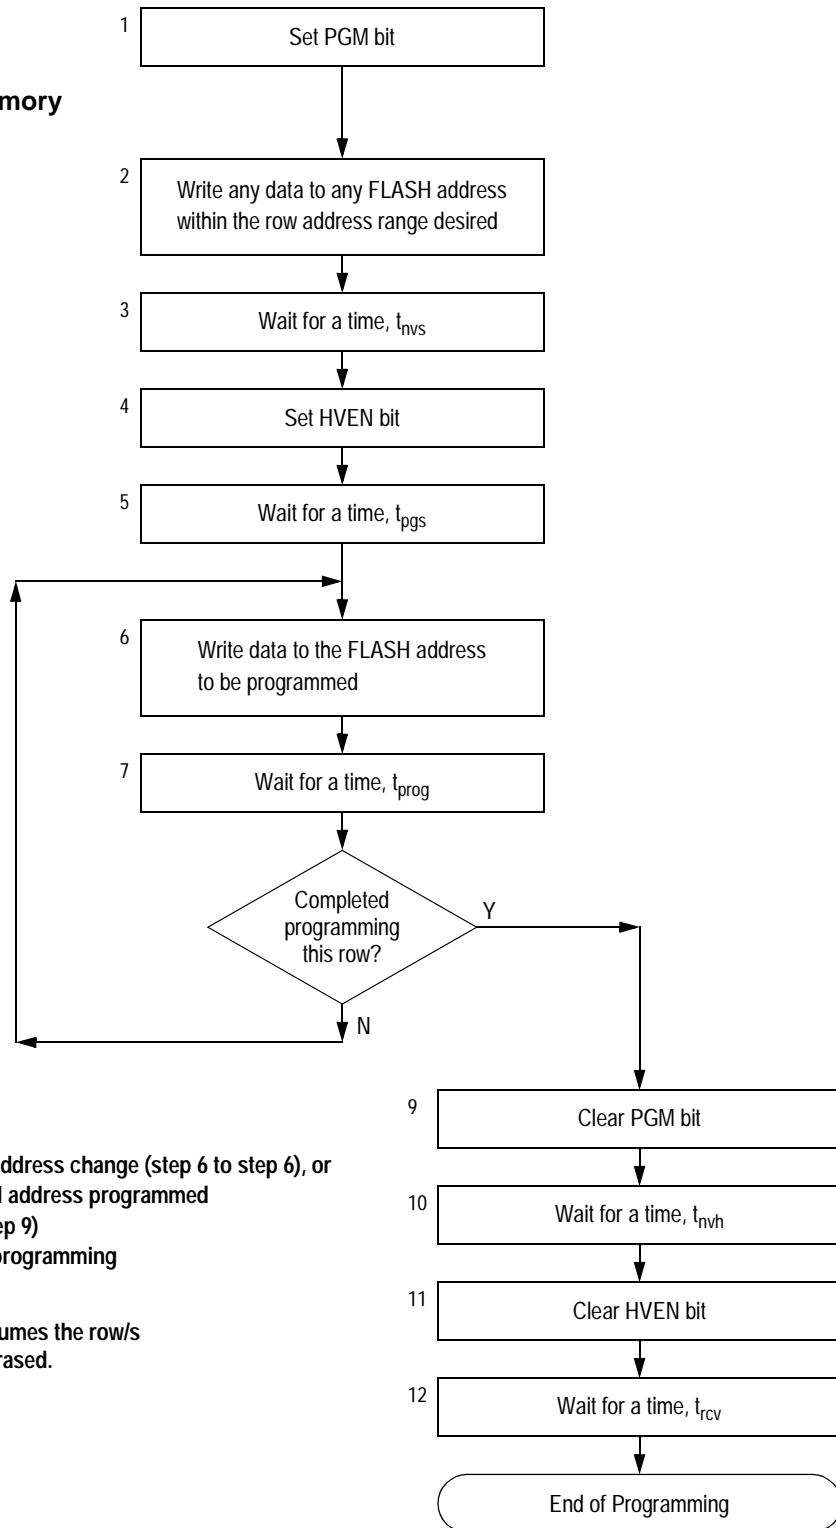 1
Set PGM bit
mory
2
Write any data to any FLASH address
within the row address range desired
3
Wait for a time, tnvs
4
Set HVEN bit
5
Wait for a time, tpgs
6
Write data to the FLASH address
to be programmed
7
Wait for a time, tprog
Completed
programming
this row?
Y
N
9
Clear PGM bit
ddress change (step 6 to step 6), or
address programmed
ep 9)
programming
10
Wait for a time, tnvh
11
Clear HVEN bit
umes the row/s
rased.
12
Wait for a time, trcv
End of Programming